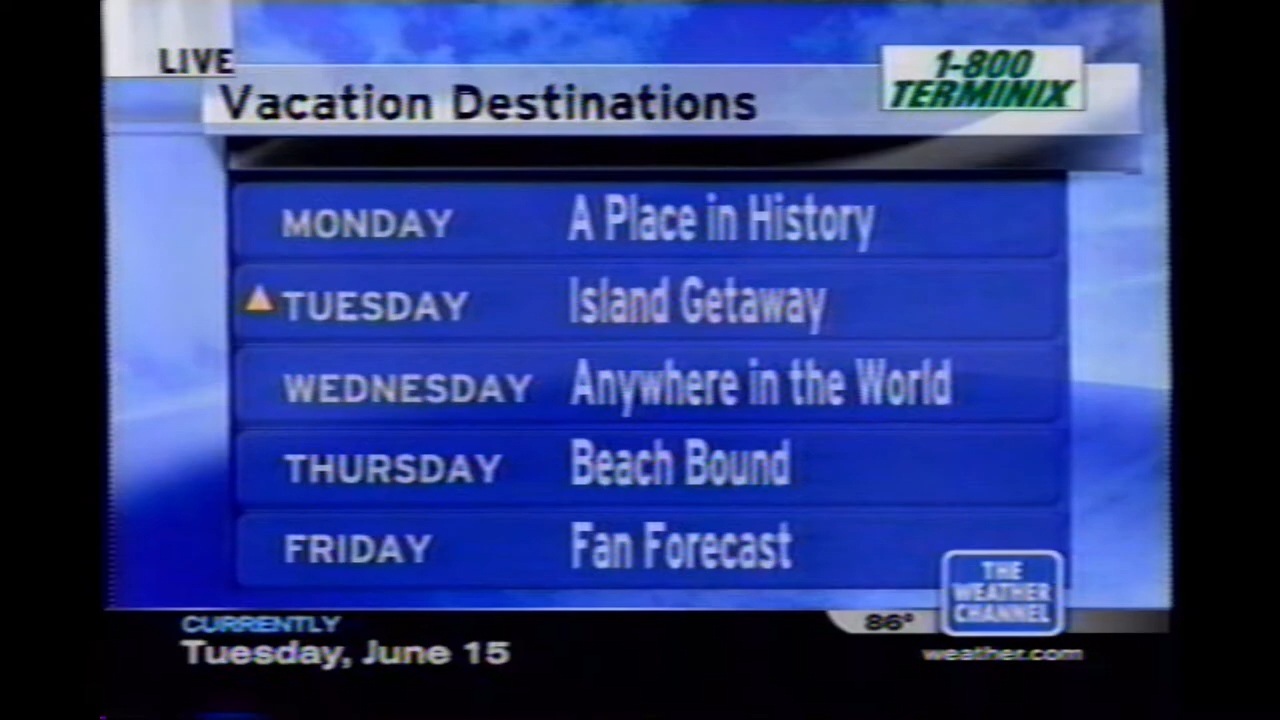 LIVE
Vacation Destinations
1-800
TERMINIX
MONDAY A Place in History
TUESDAY Island Getaway
WEDNESDAY Anywhere in the World
THURSDAY Beach Bound
FRIDAY Fan Forecast
THE
WEATHER
CHANNEL
CURRENTLY
86°
Tuesday, June 15
weather.com